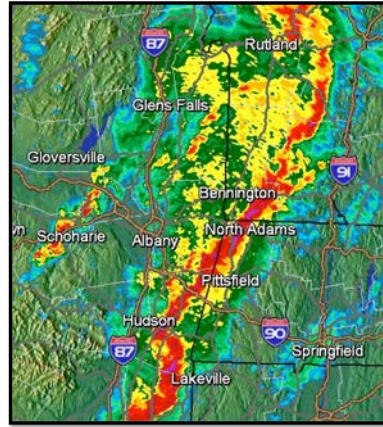 87
Rutland
Glens Falls
Gloversville
91
Bennington
Schoharie
Albany
North Adams
Pittsfield
Hudson
90
87
Springfield
Lakeville